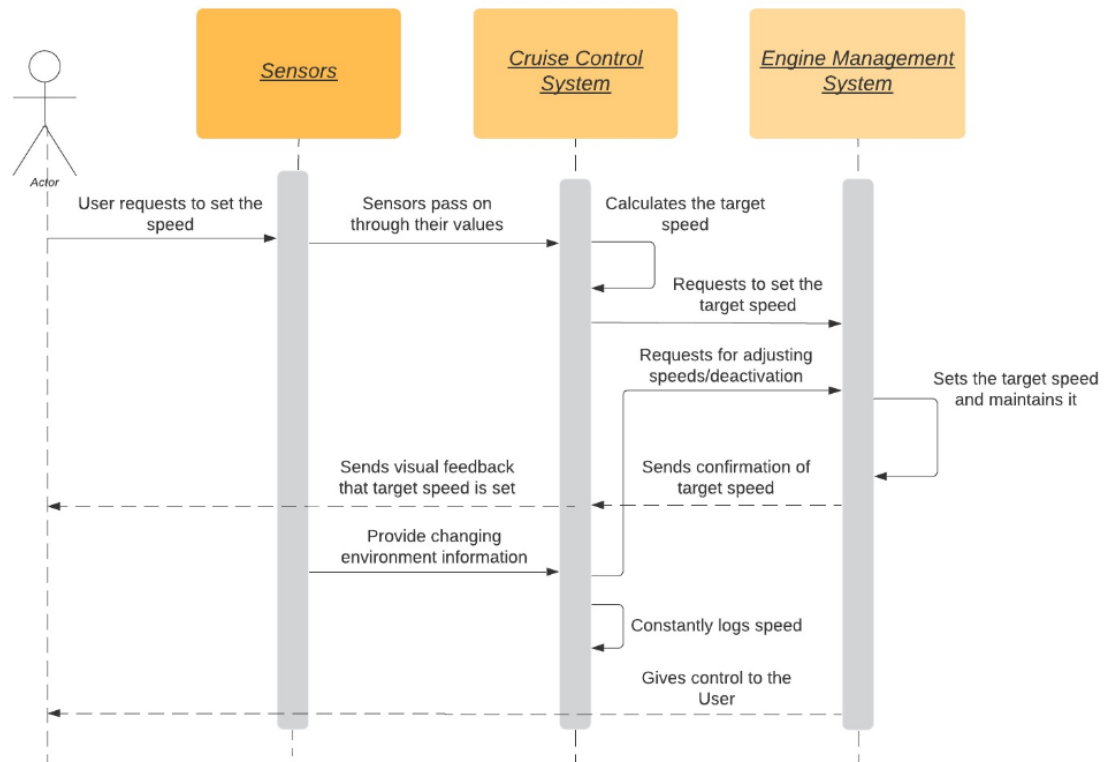 Sensors
Cruise Control
System
Engine Management
System
Actor
User requests to set the
speed
Sensors pass on
through their values
Calculates the target
speed
Requests to set the
target speed
Requests for adjusting
speeds/deactivation
Sets the target speed
and maintains it
Sends visual feedback
that target speed is set
Sends confirmation of
target speed
Provide changing
environment information
Constantly logs speed
Gives control to the
User